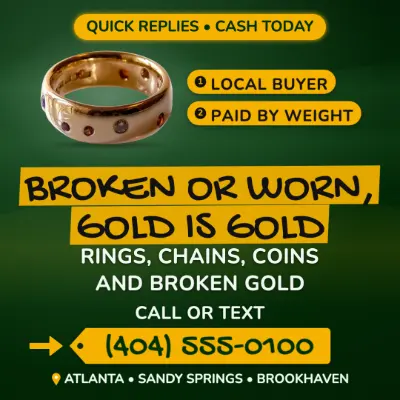 QUICK REPLIES • CASH TODAY
1 LOCAL BUYER
2 PAID BY WEIGHT
BROKEN OR WORN,
GOLD IS GOLD
RINGS, CHAINS, COINS
AND BROKEN GOLD
CALL OR TEXT
(404) 555-0100
ATLANTA • SANDY SPRINGS • BROOKHAVEN